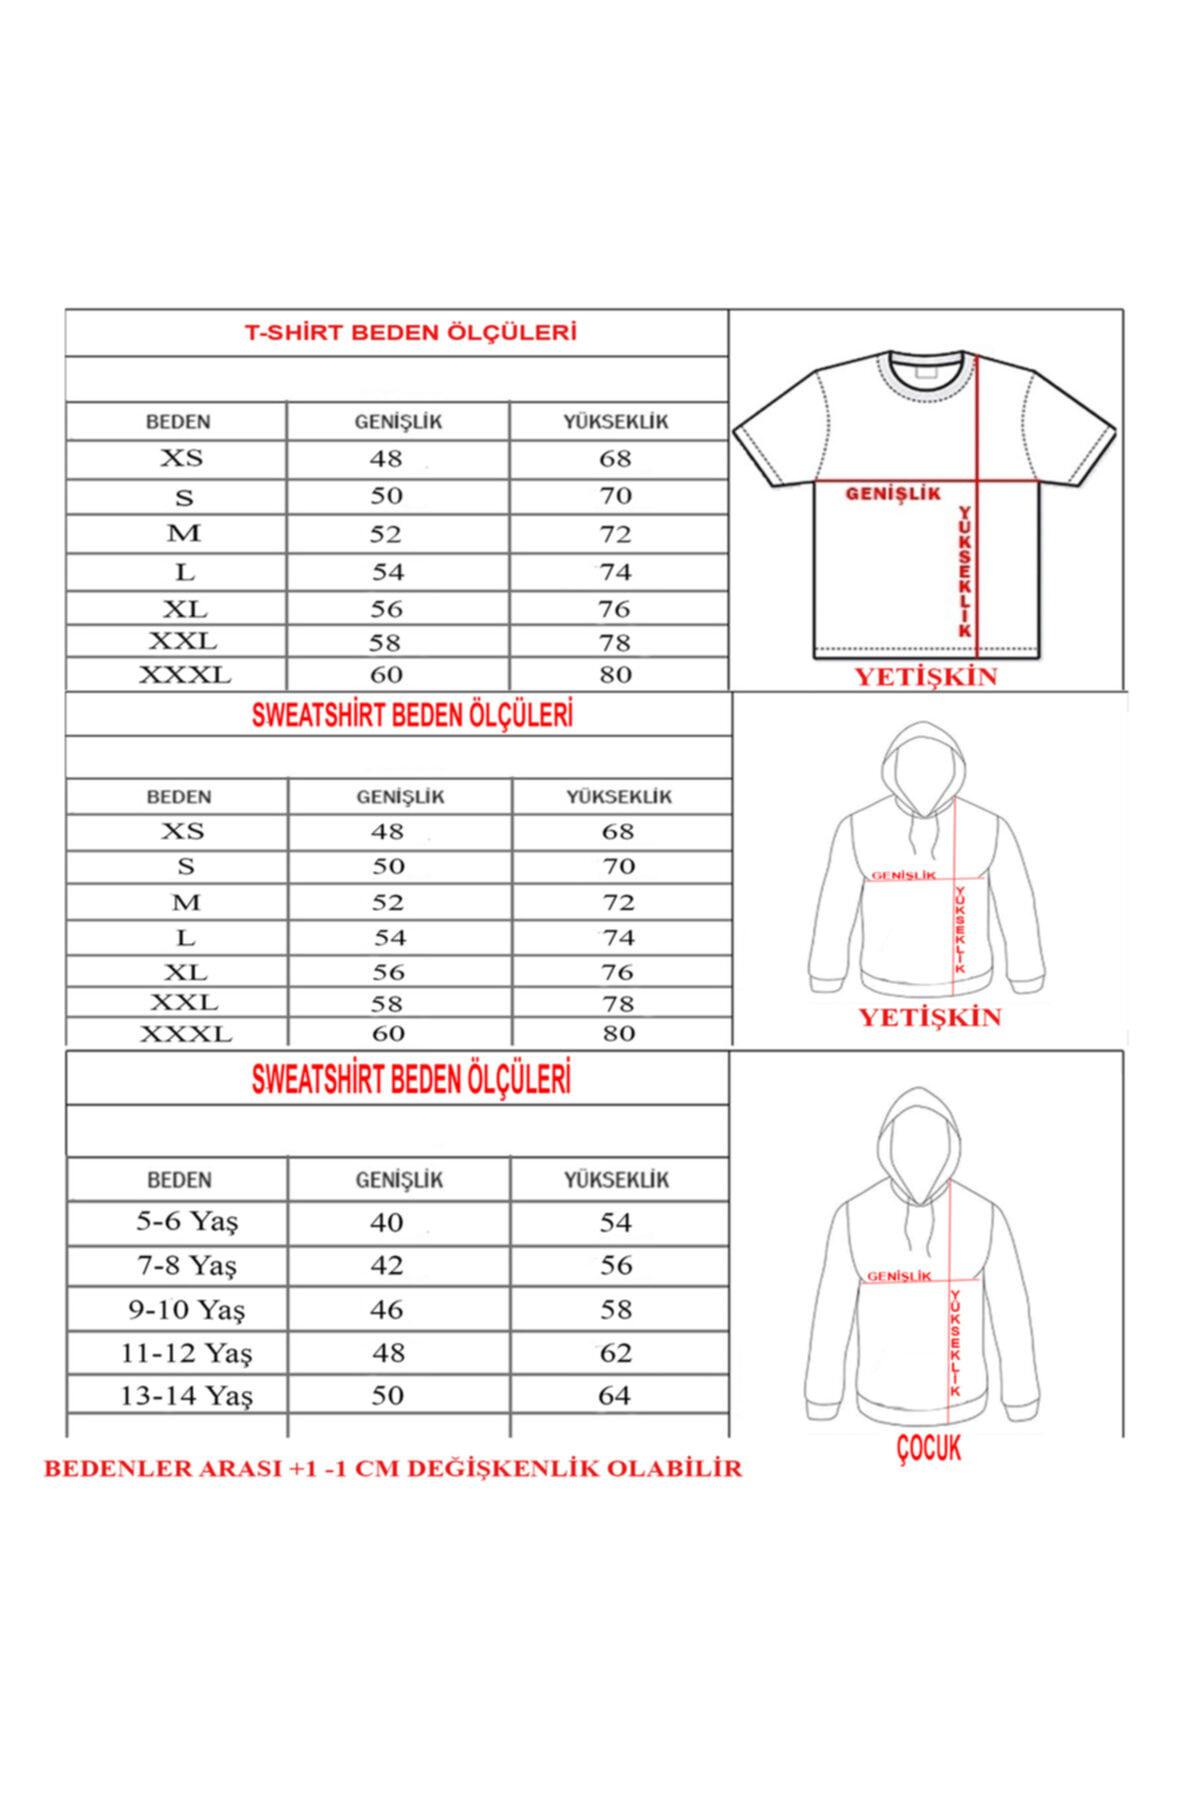 T-SHİRT BEDEN ÖLÇÜLERİ
BEDEN GENİŞLİK YÜKSEKLİK
XS 48 68
S 50 70
M 52 72
L 54 74
XL 56 76
XXL 58 78
XXXL 60 80
GENİŞLİK
YÜKSEKLİK
YETİŞKİN
SWEATSHİRT BEDEN ÖLÇÜLERİ
BEDEN GENİŞLİK YÜKSEKLİK
XS 48 68
S 50 70
M 52 72
L 54 74
XL 56 76
XXL 58 78
XXXL 60 80
GENİŞLİK
YÜKSEKLİK
YETİŞKİN
SWEATSHİRT BEDEN ÖLÇÜLERİ
BEDEN GENİŞLİK YÜKSEKLİK
5-6 Yaş 40 54
7-8 Yaş 42 56
9-10 Yaş 46 58
11-12 Yaş 48 62
13-14 Yaş 50 64
GENİŞLİK
YÜKSEKLİK
ÇOCUK
BEDENLER ARASI +1 -1 CM DEĞİŞKENLİK OLABİLİR